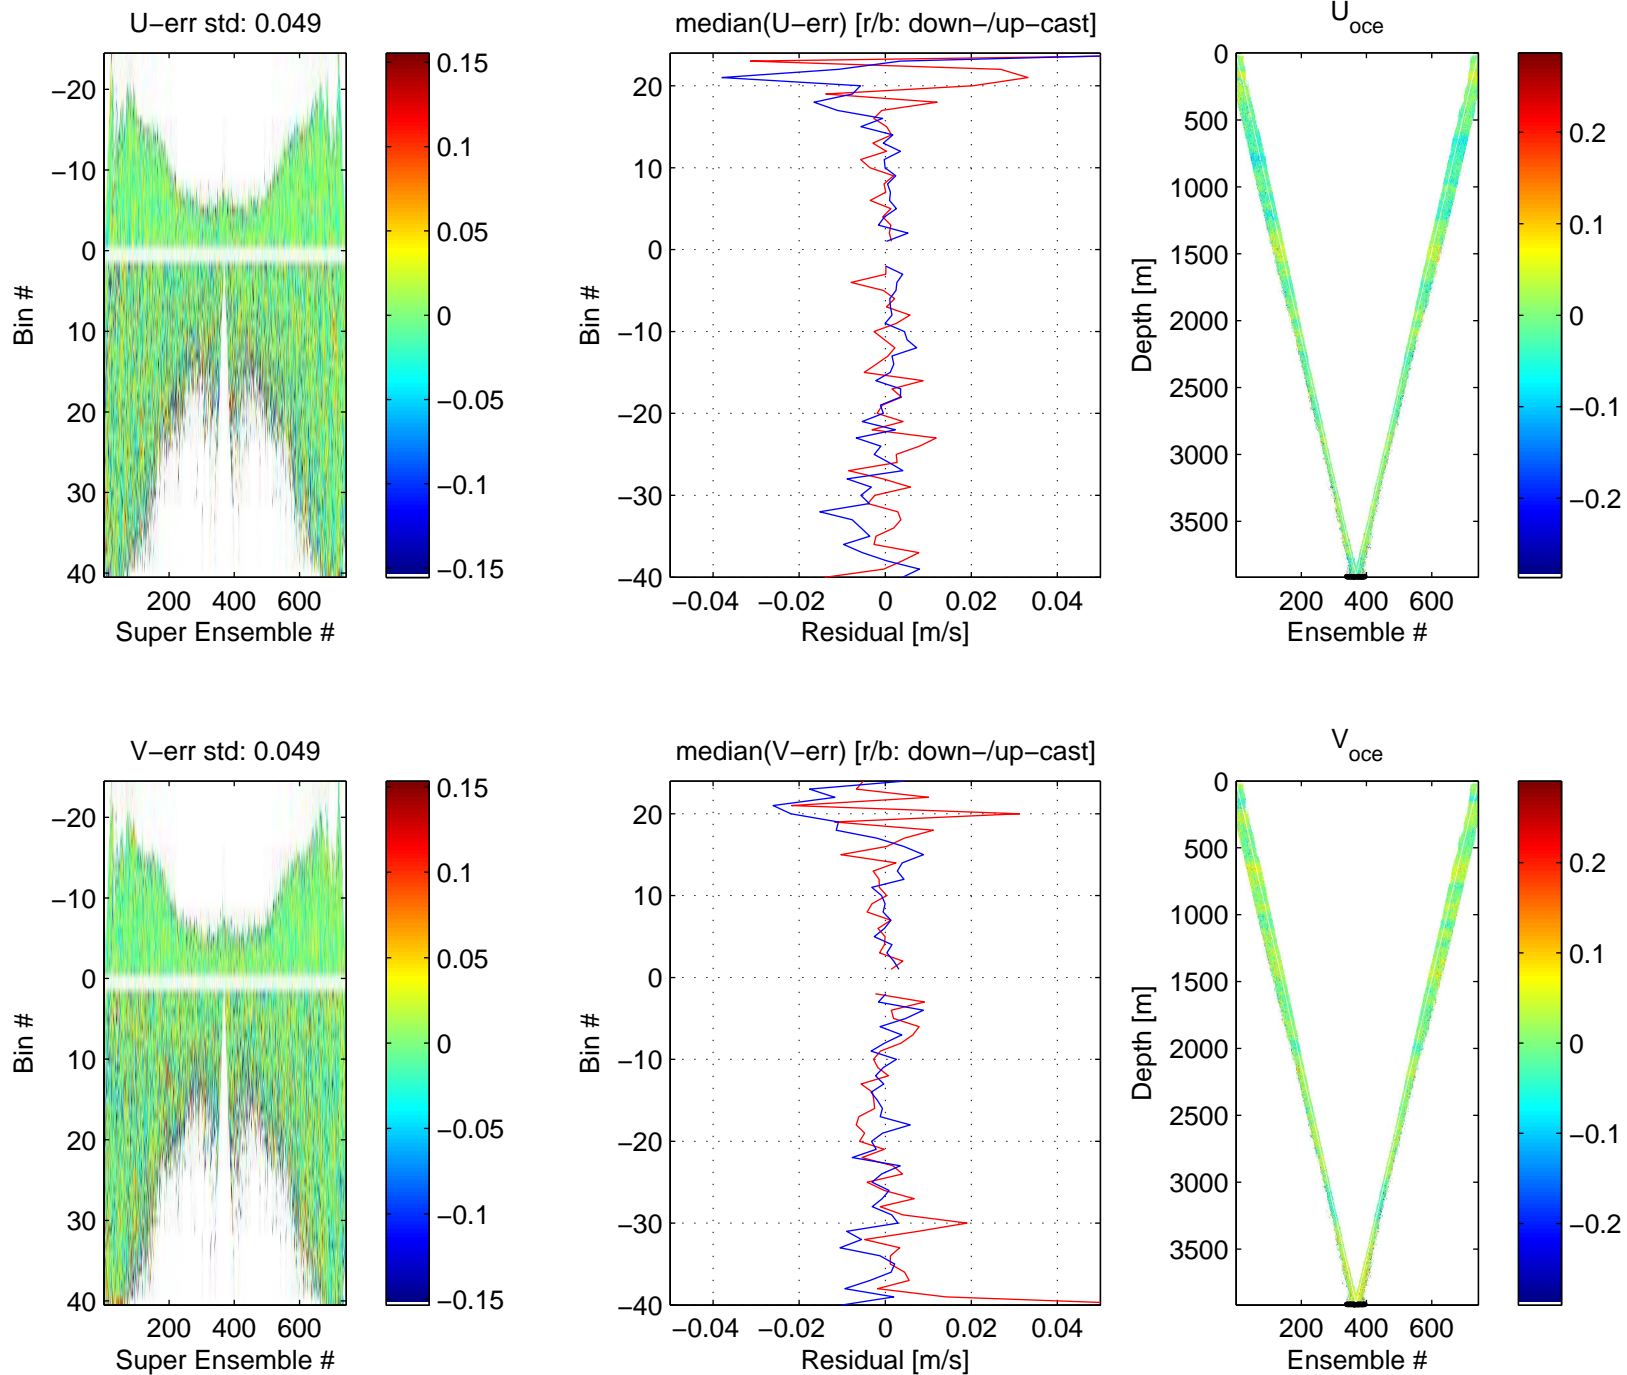 U−err std: 0.049
−20
−10
0
10
20
30
40
Bin #
200 400 600
Super Ensemble #
0.15
0.1
0.05
0
−0.05
−0.1
−0.15
median(U−err) [r/b: down−/up−cast]
20
10
0
−10
−20
−30
−40
Bin #
−0.04 −0.02 0 0.02 0.04
Residual [m/s]
U_oce
0
500
1000
1500
2000
2500
3000
3500
Depth [m]
200 400 600
Ensemble #
0.2
0.1
0
−0.1
−0.2
V−err std: 0.049
−20
−10
0
10
20
30
40
Bin #
200 400 600
Super Ensemble #
0.15
0.1
0.05
0
−0.05
−0.1
−0.15
median(V−err) [r/b: down−/up−cast]
20
10
0
−10
−20
−30
−40
Bin #
−0.04 −0.02 0 0.02 0.04
Residual [m/s]
V_oce
0
500
1000
1500
2000
2500
3000
3500
Depth [m]
200 400 600
Ensemble #
0.2
0.1
0
−0.1
−0.2